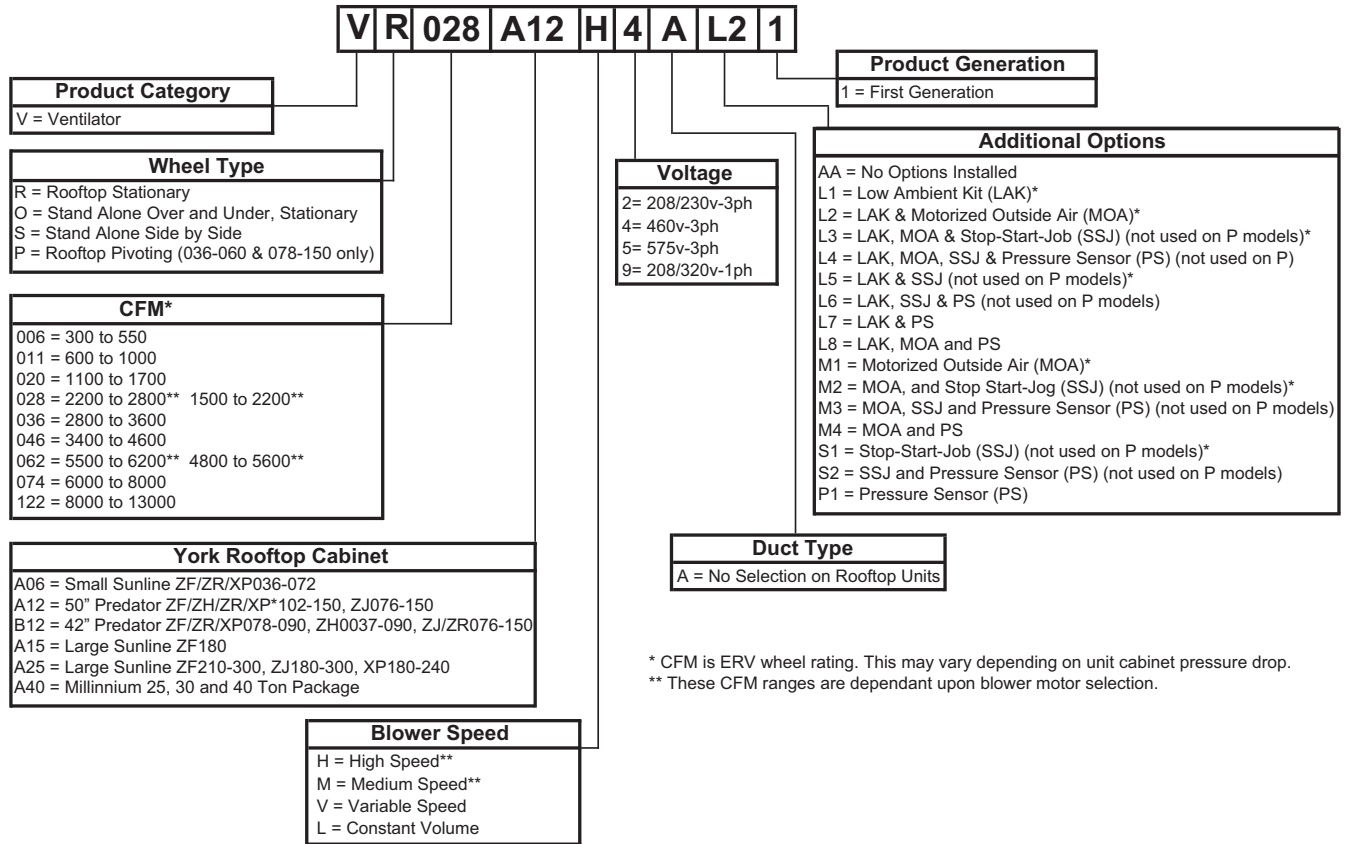 V R 028 A12 H 4 A L2 1
Product Category
V = Ventilator
Wheel Type
R = Rooftop Stationary
O = Stand Alone Over and Under, Stationary
S = Stand Alone Side by Side
P = Rooftop Pivoting (036-060 & 078-150 only)
CFM*
006 = 300 to 550
011 = 600 to 1000
020 = 1100 to 1700
028 = 2200 to 2800** 1500 to 2200**
036 = 2800 to 3600
046 = 3400 to 4600
062 = 5500 to 6200** 4800 to 5600**
074 = 6000 to 8000
122 = 8000 to 13000
York Rooftop Cabinet
A06 = Small Sunline ZF/ZR/XP036-072
A12 = 50" Predator ZF/ZH/ZR/XP*102-150, ZJ076-150
B12 = 42" Predator ZF/ZR/XP078-090, ZH0037-090, ZJ/ZR076-150
A15 = Large Sunline ZF180
A25 = Large Sunline ZF210-300, ZJ180-300, XP180-240
A40 = Millinnium 25, 30 and 40 Ton Package
Blower Speed
H = High Speed**
M = Medium Speed**
V = Variable Speed
L = Constant Volume
Voltage
2= 208/230v-3ph
4= 460v-3ph
5= 575v-3ph
9= 208/320v-1ph
Duct Type
A = No Selection on Rooftop Units
Product Generation
1 = First Generation
Additional Options
AA = No Options Installed
L1 = Low Ambient Kit (LAK)*
L2 = LAK & Motorized Outside Air (MOA)*
L3 = LAK, MOA & Stop-Start-Job (SSJ) (not used on P models)*
L4 = LAK, MOA, SSJ & Pressure Sensor (PS) (not used on P)
L5 = LAK & SSJ (not used on P models)*
L6 = LAK, SSJ & PS (not used on P models)
L7 = LAK & PS
L8 = LAK, MOA and PS
M1 = Motorized Outside Air (MOA)*
M2 = MOA, and Stop Start-Jog (SSJ) (not used on P models)*
M3 = MOA, SSJ and Pressure Sensor (PS) (not used on P models)
M4 = MOA and PS
S1 = Stop-Start-Job (SSJ) (not used on P models)*
S2 = SSJ and Pressure Sensor (PS) (not used on P models)
P1 = Pressure Sensor (PS)
* CFM is ERV wheel rating. This may vary depending on unit cabinet pressure drop.
** These CFM ranges are dependant upon blower motor selection.